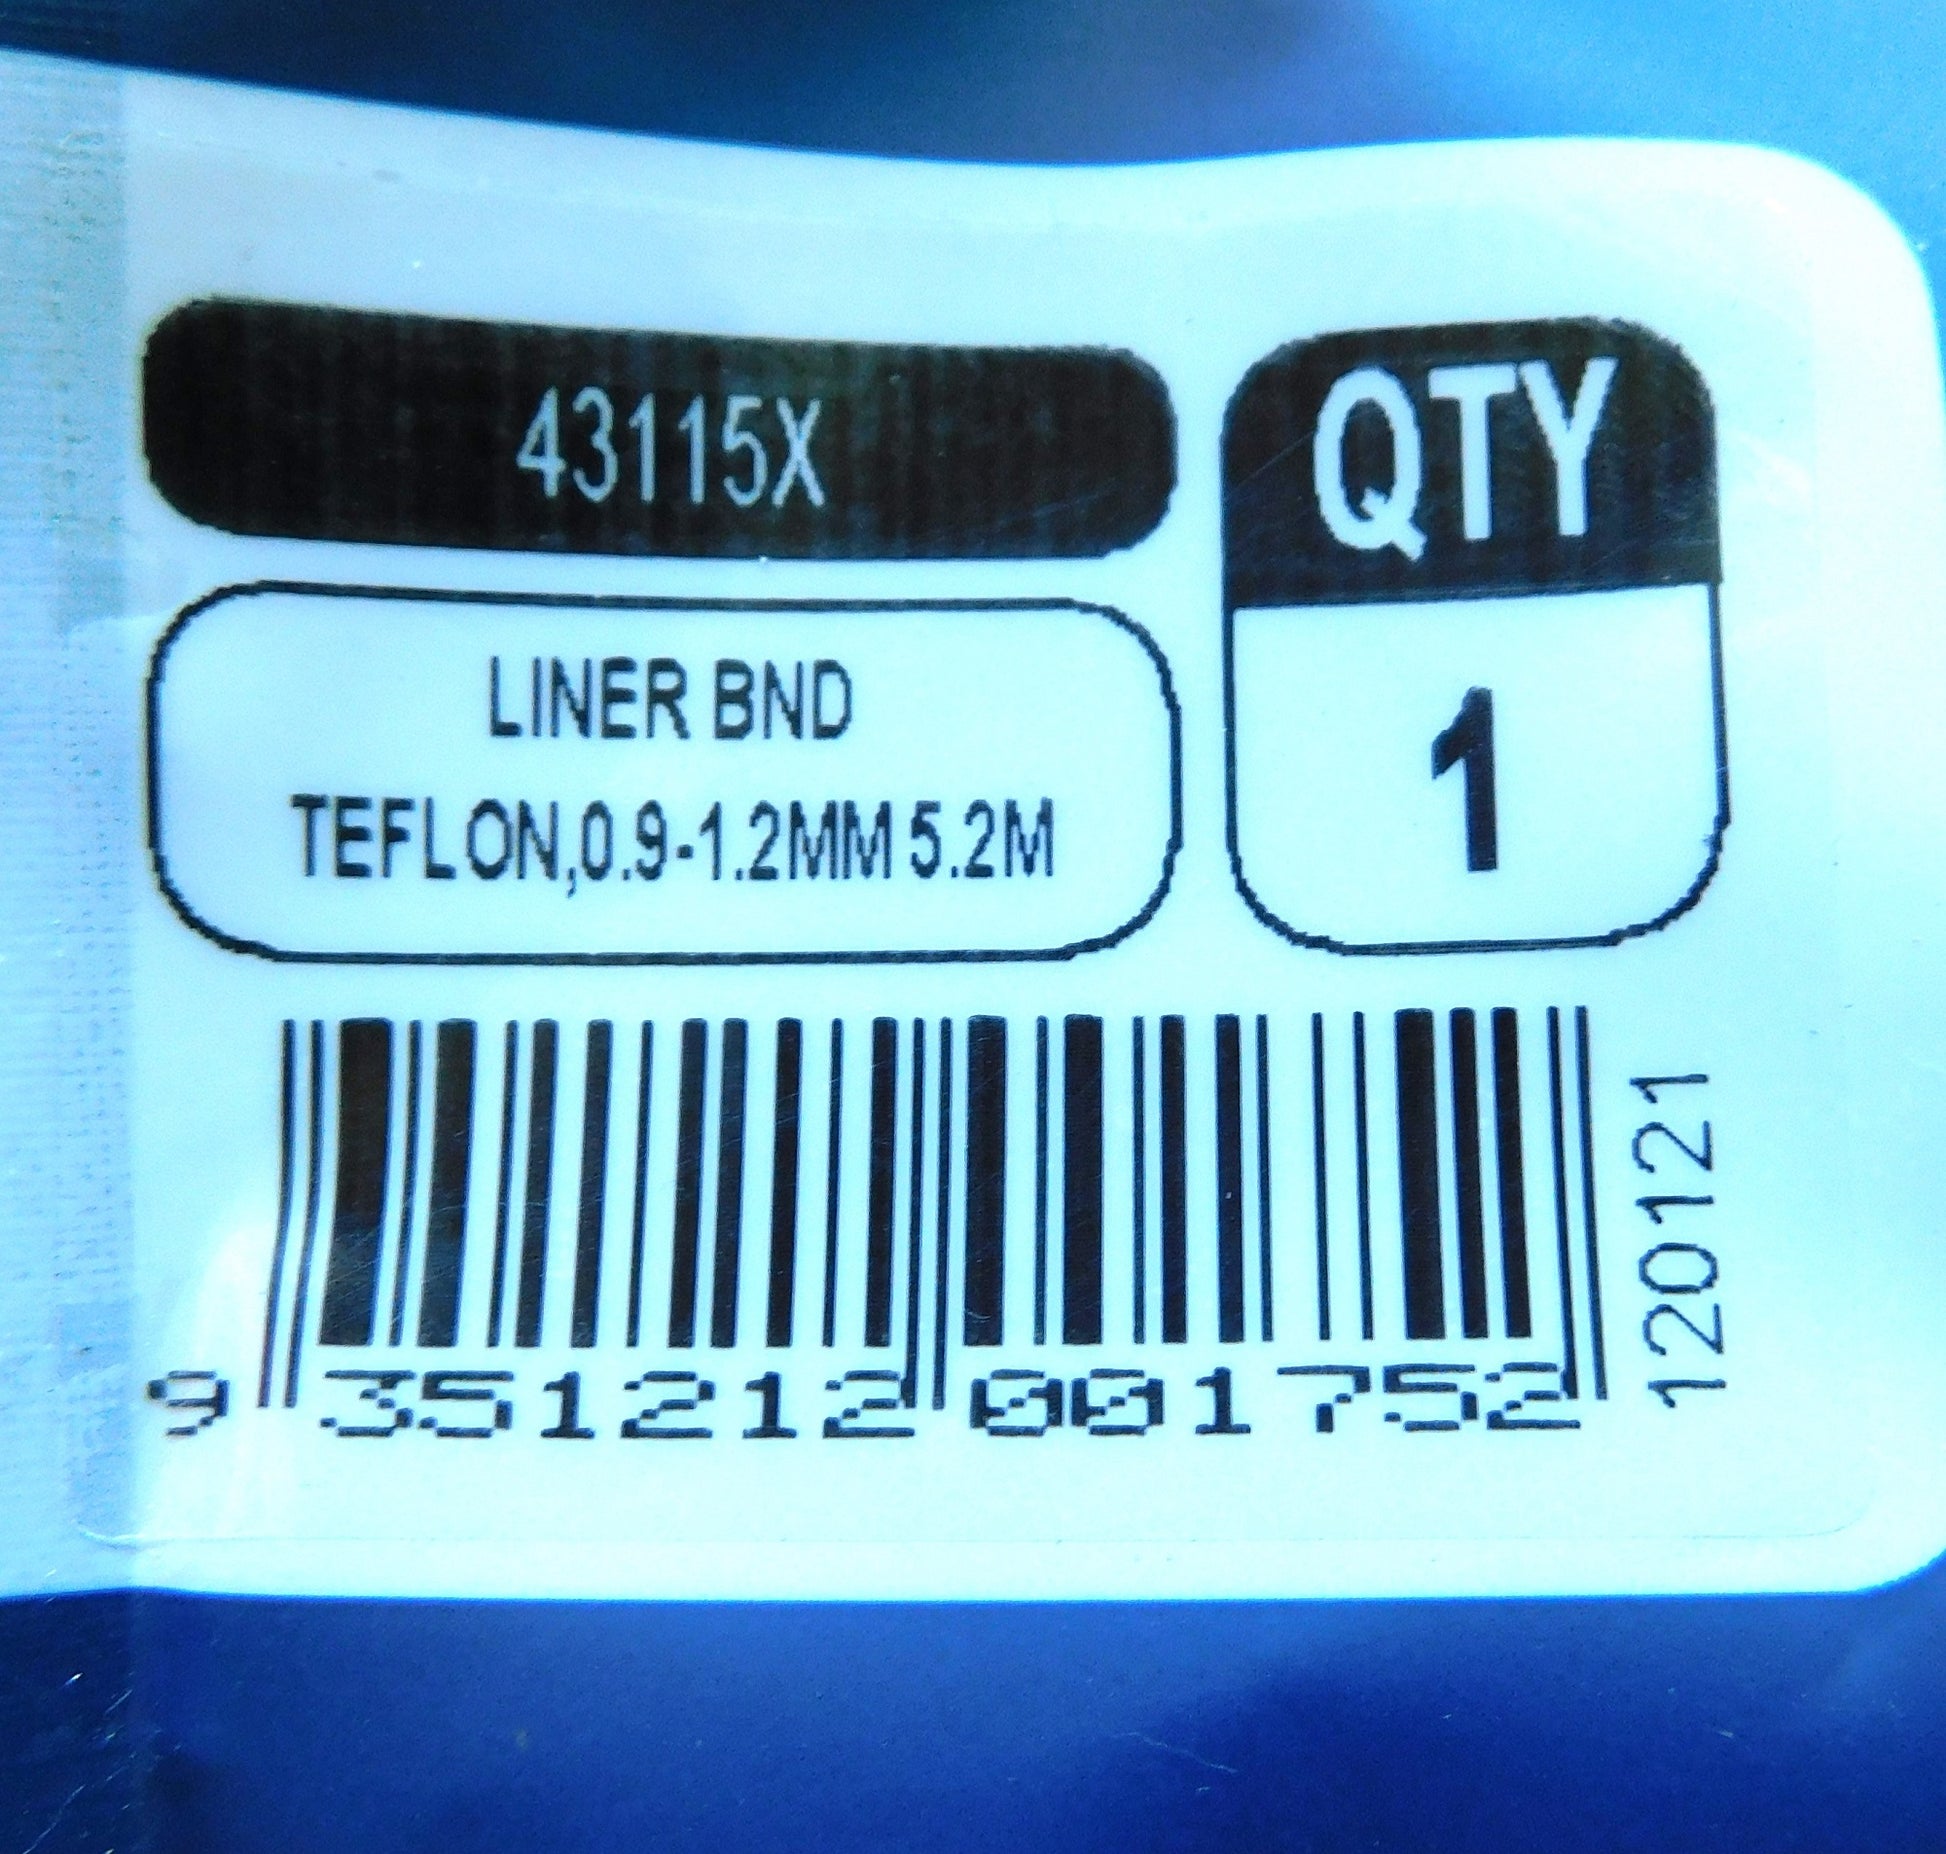 43115X
QTY
1
LINER BND
TEFLON,0.9-1.2MM 5.2M
9 351212 001752
120121